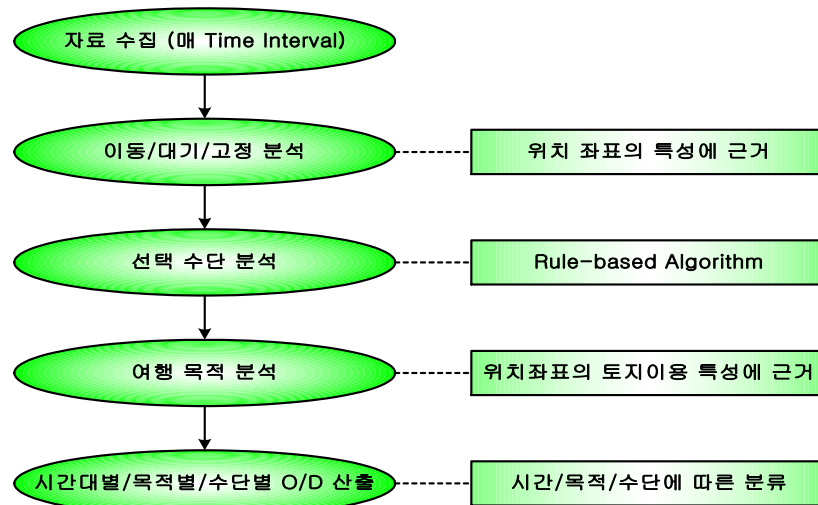 자료 수집 (매 Time Interval)
이동/대기/고정 분석
위치 좌표의 특성에 근거
선택 수단 분석
Rule-based Algorithm
여행 목적 분석
위치좌표의 토지이용 특성에 근거
시간대별/목적별/수단별 O/D 산출
시간/목적/수단에 따른 분류